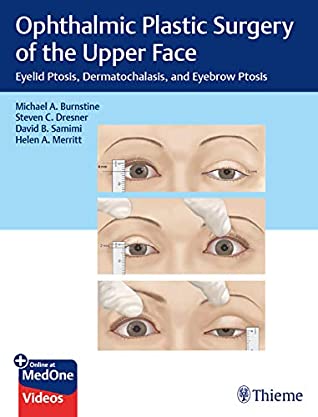 Ophthalmic Plastic Surgery
of the Upper Face
Eyelid Ptosis, Dermatochalasis, and Eyebrow Ptosis
Michael A. Burnstine
Steven C. Dresner
David B. Samimi
Helen A. Merritt
+ Online at
MedOne
Videos
Thieme